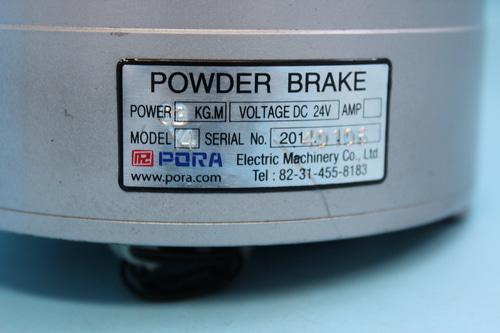 POWDER BRAKE
POWER KG.M VOLTAGE DC 24V AMP
MODEL 4 SERIAL No.
PORA Electric Machinery Co., Ltd.
www.pora.com Tel : 82-31-455-8183